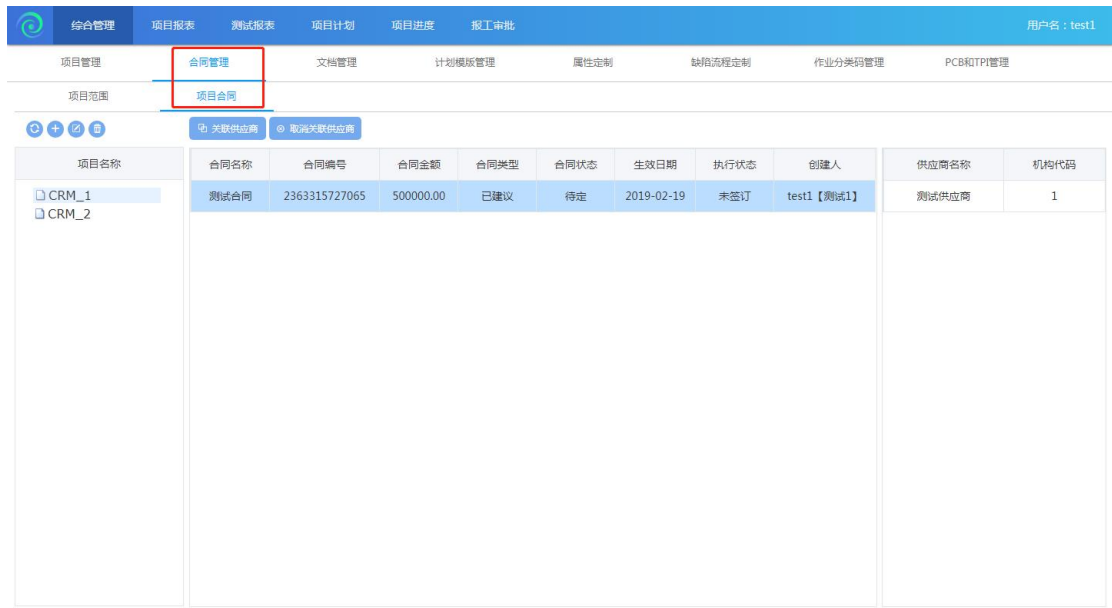 综合管理 项目报表 测试报表 项目计划 项目进度 报工审批 用户名：test1
项目管理 合同管理 文档管理 计划模版管理 属性定制 缺陷流程定制 作业分类码管理 PCB和TPI管理
项目范围 项目合同
关联供应商 取消关联供应商
项目名称 合同名称 合同编号 合同金额 合同类型 合同状态 生效日期 执行状态 创建人 供应商名称 机构代码
CRM_1 测试合同 2363315727065 500000.00 已建议 待定 2019-02-19 未签订 test1【测试1】 测试供应商 1
CRM_2